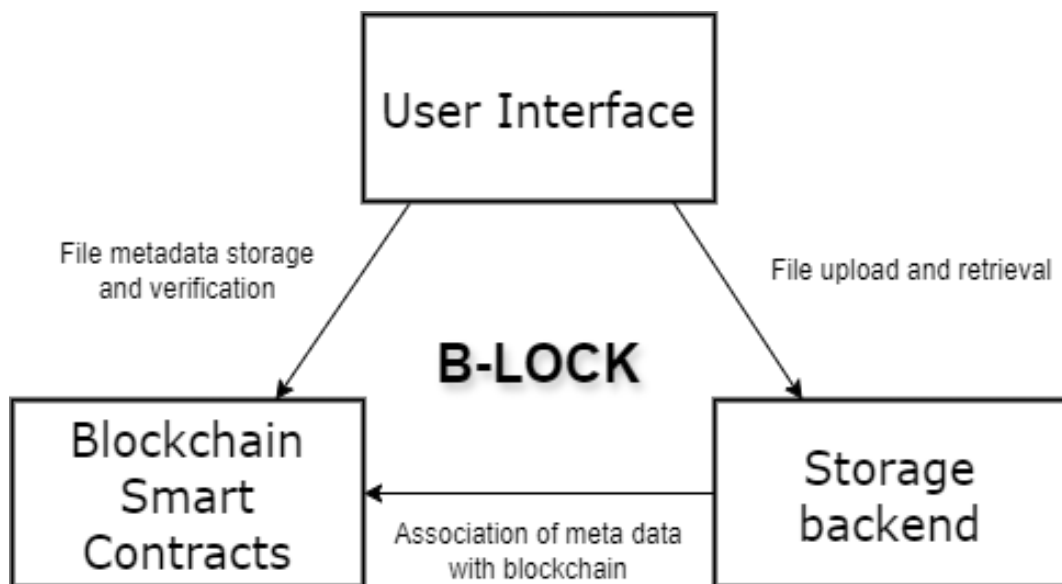 User Interface
File metadata storage
and verification
File upload and retrieval
B-LOCK
Blockchain
Smart
Contracts
Storage
backend
Association of meta data
with blockchain